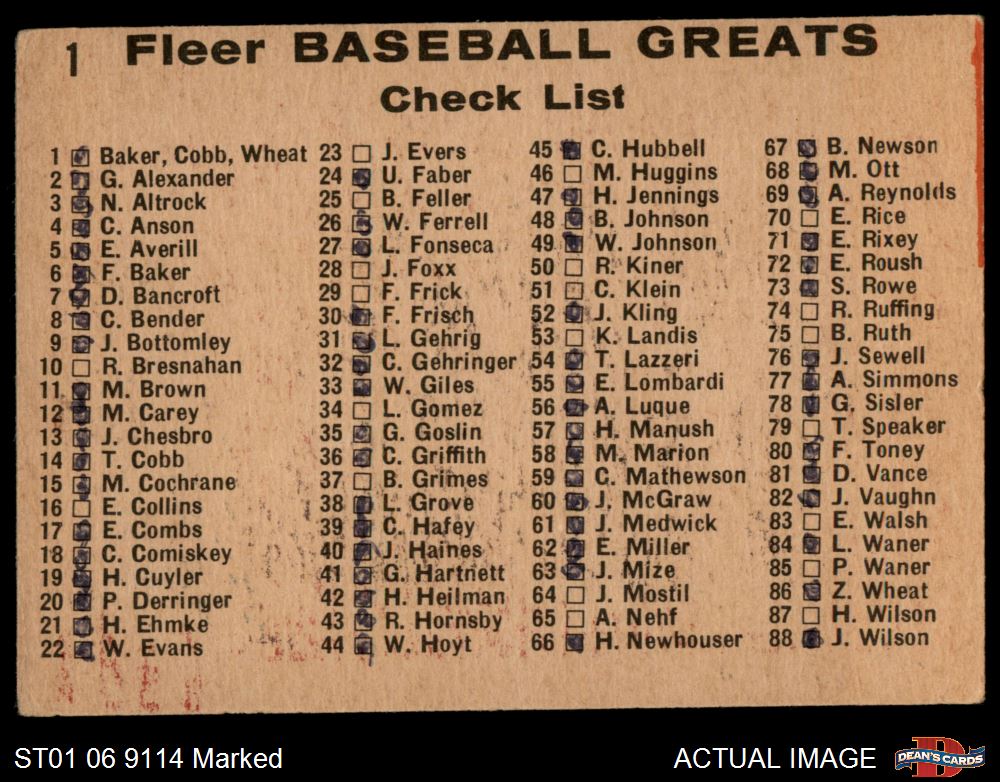 1 Fleer BASEBALL GREATS
Check List
1 Baker, Cobb, Wheat
2 G. Alexander
3 N. Altrock
4 C. Anson
5 E. Averill
6 F. Baker
7 D. Bancroft
8 C. Bender
9 J. Bottomley
10 R. Bresnahan
11 M. Brown
12 M. Carey
13 J. Chesbro
14 T. Cobb
15 M. Cochrane
16 E. Collins
17 E. Combs
18 C. Comiskey
19 H. Cuyler
20 P. Derringer
21 H. Ehmke
22 W. Evans
23 J. Evers
24 U. Faber
25 B. Feller
26 W. Ferrell
27 L. Fonseca
28 J. Foxx
29 F. Frick
30 F. Frisch
31 L. Gehrig
32 C. Gehringer
33 W. Giles
34 L. Gomez
35 G. Goslin
36 C. Griffith
37 B. Grimes
38 L. Grove
39 C. Hafey
40 J. Haines
41 G. Hartnett
42 H. Heilman
43 R. Hornsby
44 W. Hoyt
45 C. Hubbell
46 M. Huggins
47 H. Jennings
48 B. Johnson
49 W. Johnson
50 R. Kiner
51 C. Klein
52 J. Kling
53 K. Landis
54 T. Lazzeri
55 E. Lombardi
56 A. Luque
57 H. Manush
58 M. Marion
59 C. Mathewson
60 J. McGraw
61 J. Medwick
62 E. Miller
63 J. Mize
64 J. Mostil
65 A. Nehf
66 H. Newhouser
67 B. Newson
68 M. Ott
69 A. Reynolds
70 E. Rice
71 E. Rixey
72 E. Roush
73 S. Rowe
74 R. Ruffing
75 B. Ruth
76 J. Sewell
77 A. Simmons
78 G. Sisler
79 T. Speaker
80 F. Toney
81 D. Vance
82 J. Vaughn
83 E. Walsh
84 L. Waner
85 P. Waner
86 Z. Wheat
87 H. Wilson
88 J. Wilson
ST01 06 9114 Marked
ACTUAL IMAGE
D
DEAN'S CARDS